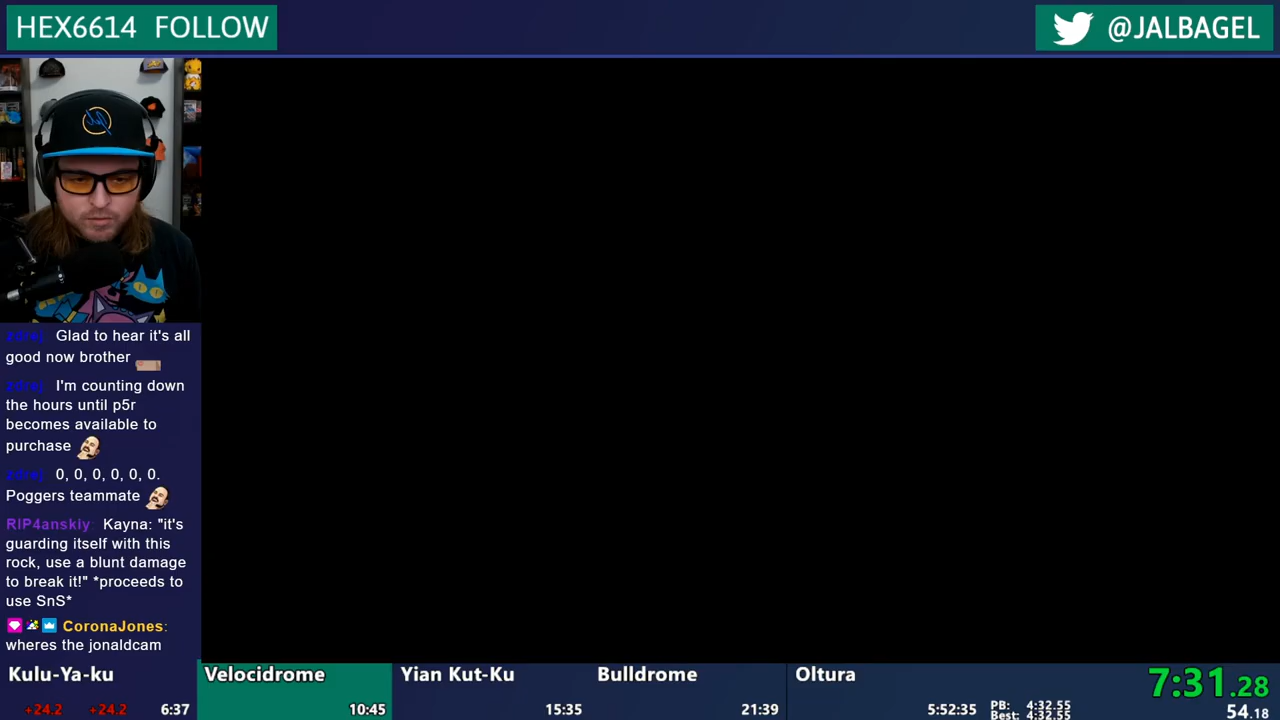 HEX6614 FOLLOW
@JALBAGEL
zdrej: Glad to hear it's all
good now brother
zdrej: I'm counting down
the hours until p5r
becomes available to
purchase
zdrej: 0, 0, 0, 0, 0, 0.
Poggers teammate
RIP4anskiy: Kayna: "it's
guarding itself with this
rock, use a blunt damage
to break it!" *proceeds to
use SnS*
CoronaJones:
wheres the jonaldcam
Kulu-Ya-ku
+24.2 +24.2 6:37
Velocidrome
10:45
Yian Kut-Ku
15:35
Bulldrome
21:39
Oltura
5:52:35
7:31.28
PB: 4:32.55
Best: 4:32.55
54.18